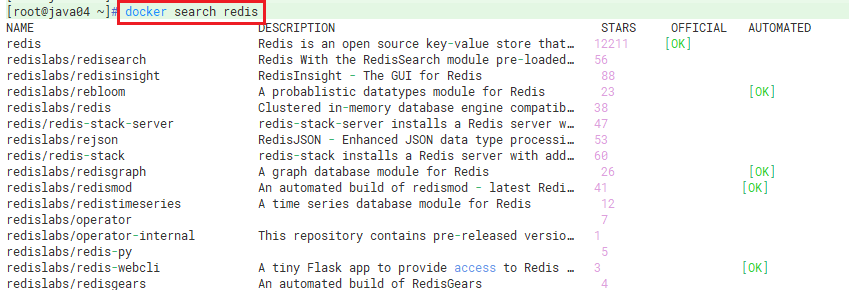 [root@java04 ~]# docker search redis
NAME DESCRIPTION STARS OFFICIAL AUTOMATED
redis Redis is an open source key-value store that… 12211 [OK]
redislabs/redisearch Redis With the RedisSearch module pre-loaded… 56
redislabs/redisinsight RedisInsight - The GUI for Redis 88
redislabs/rebloom A probablistic datatypes module for Redis 23 [OK]
redislabs/redis Clustered in-memory database engine compatib… 38
redis/redis-stack-server redis-stack-server installs a Redis server w… 47
redislabs/rejson RedisJSON - Enhanced JSON data type processi… 53
redis/redis-stack redis-stack installs a Redis server with add… 60
redislabs/redisgraph A graph database module for Redis 26 [OK]
redislabs/redismod An automated build of redismod - latest Redi… 41 [OK]
redislabs/redistimeseries A time series database module for Redis 12
redislabs/operator 7
redislabs/operator-internal This repository contains pre-released versio… 1
redislabs/redis-py 5
redislabs/redis-webcli A tiny Flask app to provide access to Redis … 3 [OK]
redislabs/redisgears An automated build of RedisGears 4